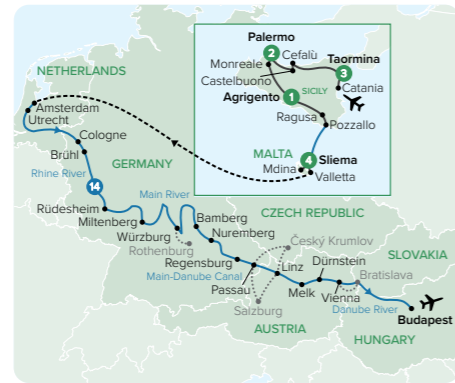 Palermo
2
Cefalù
Monreale
Taormina
Castelbuono
3
NETHERLANDS
SICILY
Catania
1
Agrigento
Amsterdam
Utrecht
Ragusa
Pozzallo
Cologne
Brühl
MALTA
4
Sliema
GERMANY
Mdina
Valletta
Rhine River
14
Main River
Rüdesheim
Bamberg
CZECH REPUBLIC
Miltenberg
Würzburg
Nuremberg
Rothenburg
Český Krumlov
SLOVAKIA
Regensburg
Dürnstein
Main-Danube Canal
Linz
Bratislava
Passau
Melk
Vienna
Danube River
Salzburg
Budapest
AUSTRIA
HUNGARY